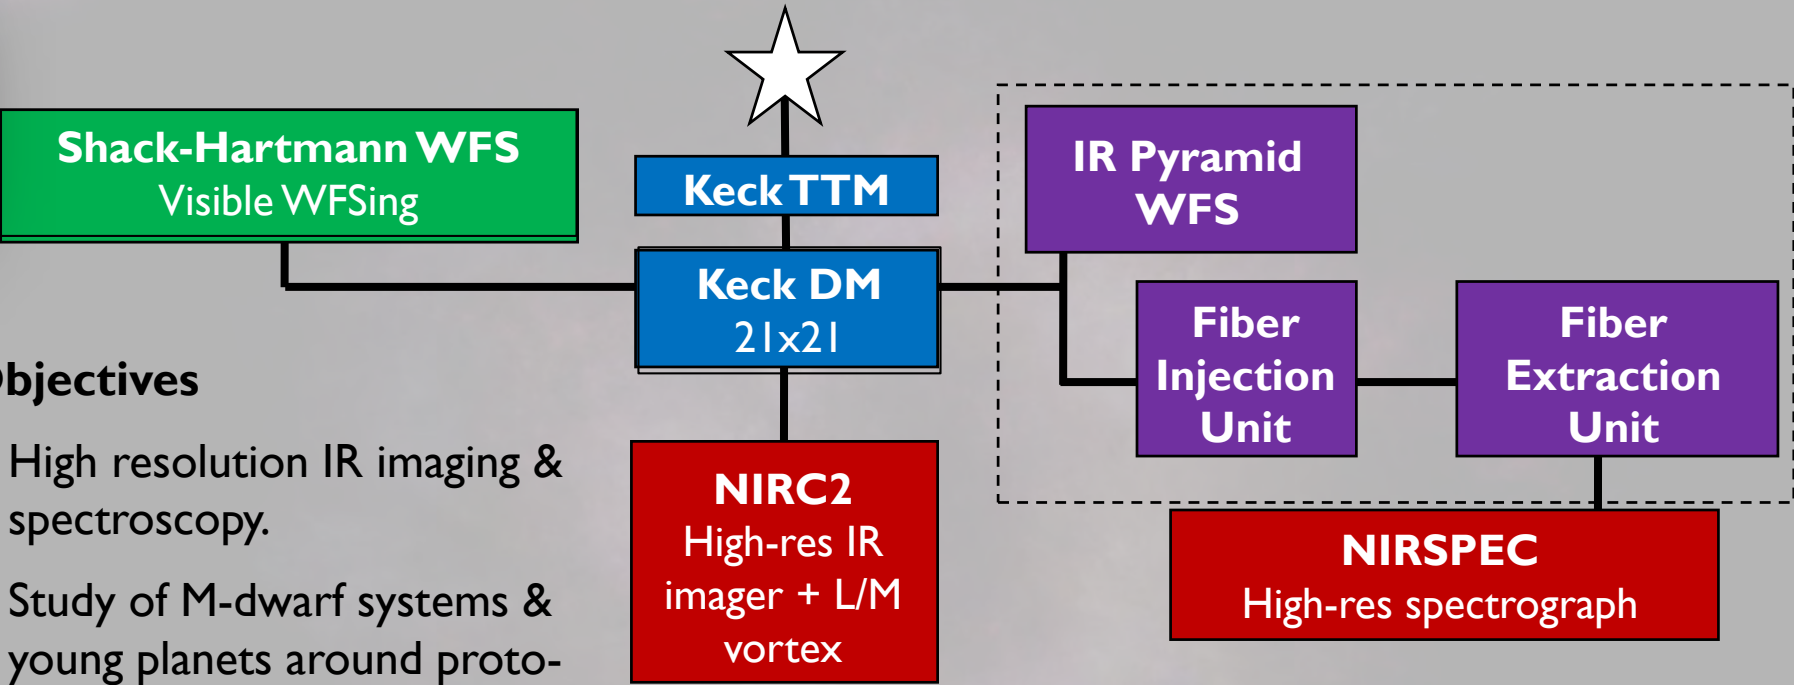 Shack-Hartmann WFS
Visible WFSing
Keck TTM
Keck DM
21x21
IR Pyramid
WFS
Fiber
Injection
Unit
Fiber
Extraction
Unit
NIRC2
High-res IR
imager + L/M
vortex
NIRSPEC
High-res spectrograph
bjectives
High resolution IR imaging &
spectroscopy.
Study of M-dwarf systems &
young planets around proto-